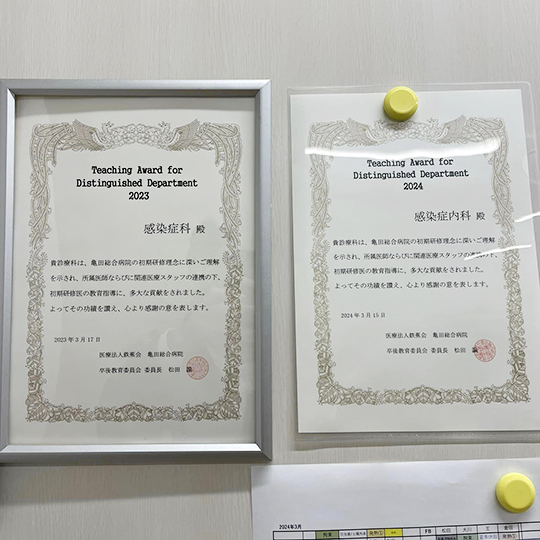 Teaching Award for
Distinguished Department
2023
感染症科 殿
貴診療科は、亀田総合病院の初期研修理念に深いご理解
を示され、所属医師ならびに関連医療スタッフの連携の下、
初期研修医の教育指導に、多大な貢献をされました。
よってその功績を讃え、心より感謝の意を表します。
2023年3月17日
医療法人鉄蕉会 亀田総合病院
卒後教育委員会 委員長 松田 諭
Teaching Award for
Distinguished Department
2024
感染症内科 殿
貴診療科は、亀田総合病院の初期研修理念に深いご理解
を示され、所属医師ならびに関連医療スタッフの連携の下、
初期研修医の教育指導に、多大な貢献をされました。
よってその功績を讃え、心より感謝の意を表します。
2024年3月15日
医療法人鉄蕉会 亀田総合病院
卒後教育委員会 委員長 松田 諭
2024年3月